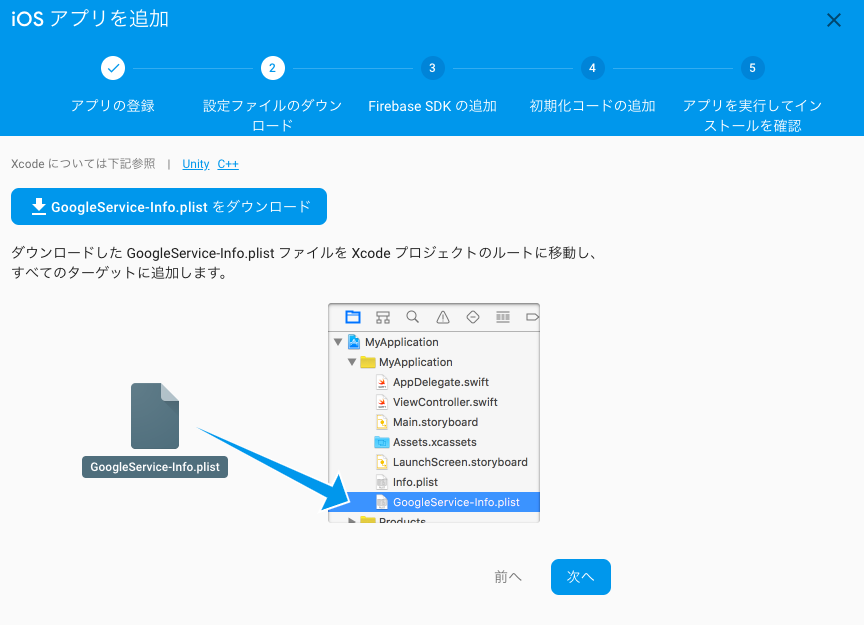 iOS アプリを追加
2
3
4
5
アプリの登録
設定ファイルのダウン
ロード
Firebase SDK の追加
初期化コードの追加
アプリを実行してイン
ストールを確認
Xcode については下記参照 | Unity C++
GoogleService-Info.plist をダウンロード
ダウンロードした GoogleService-Info.plist ファイルを Xcode プロジェクトのルートに移動し、
すべてのターゲットに追加します。
MyApplication
MyApplication
AppDelegate.swift
ViewController.swift
Main.storyboard
Assets.xcassets
LaunchScreen.storyboard
Info.plist
GoogleService-Info.plist
Products
GoogleService-Info.plist
前へ
次へ